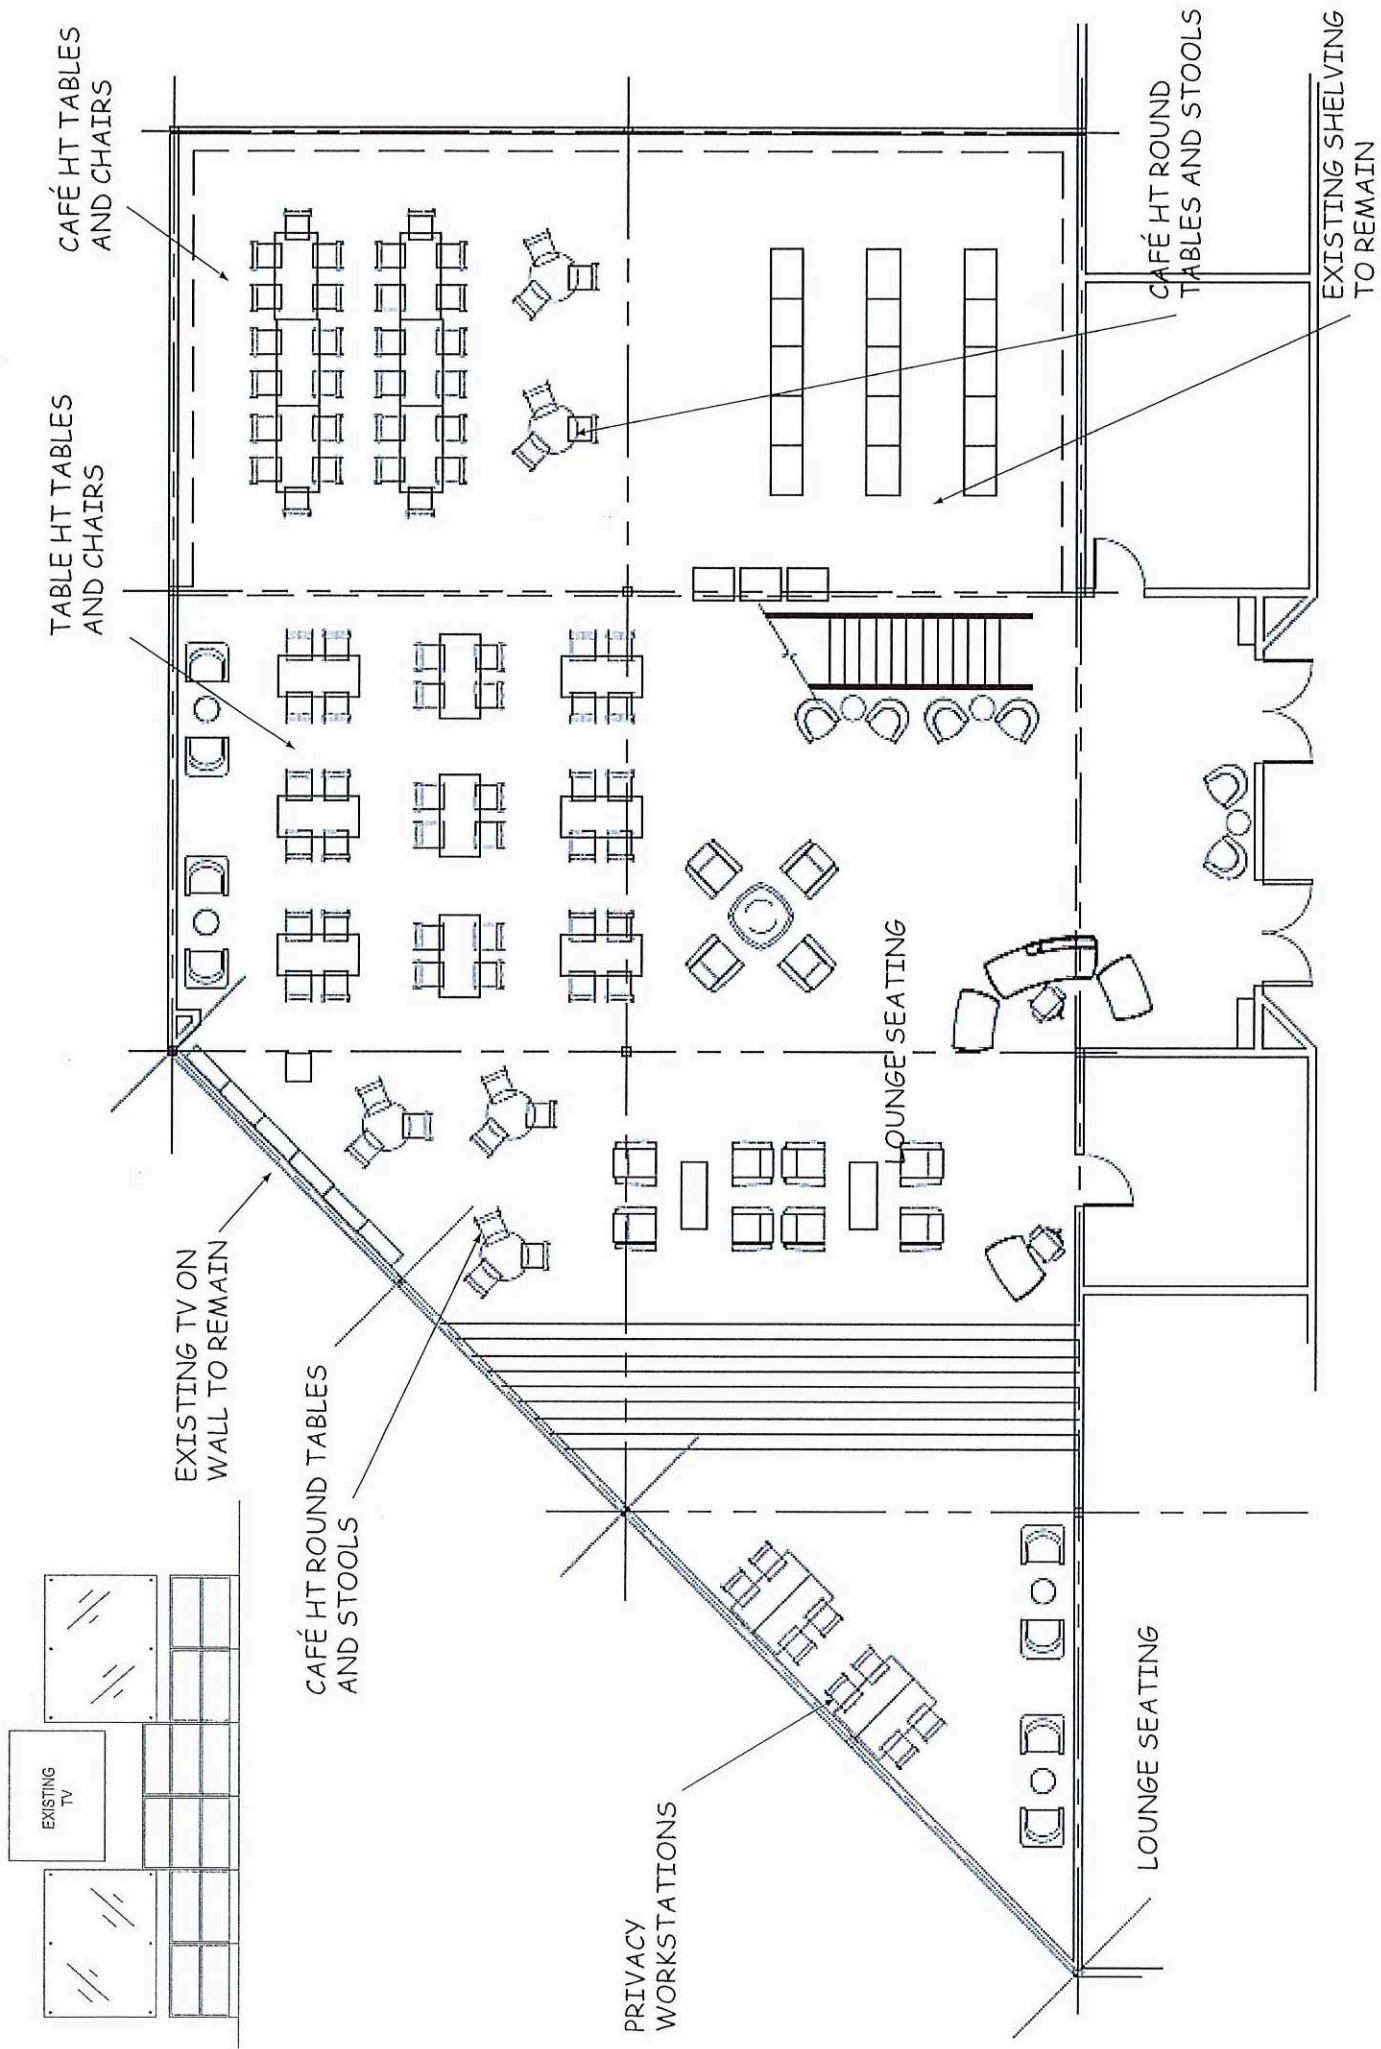 EXISTING
TV
EXISTING TV ON
WALL TO REMAIN
CAFÉ HT ROUND TABLES
AND STOOLS
PRIVACY
WORKSTATIONS
LOUNGE SEATING
TABLE HT TABLES
AND CHAIRS
CAFÉ HT TABLES
AND CHAIRS
LOUNGE SEATING
CAFÉ HT ROUND
TABLES AND STOOLS
EXISTING SHELVING
TO REMAIN